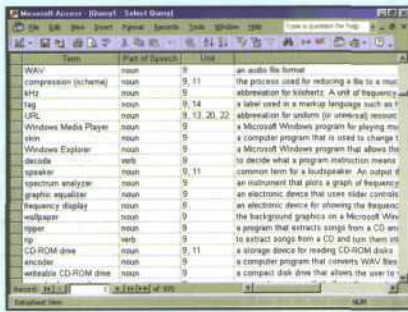 Microsoft Access - [Query1 : Select Query]
File Edit View Insert Format Records Tools Window Help Type a question for help
Term Part of Speech Unit
WAV noun 9 an audio file format
compression (scheme) noun 9, 11 the process used for reducing a file to a
kHz noun 9 abbreviation for kilohertz. A unit of frequency
tag noun 9, 14 a label used in a markup language such as
URL noun 9, 13, 20, 22 abbreviation for uniform (or universal) resourc
Windows Media Player noun 9 a Microsoft Windows program for playing
skin noun 9 a computer program that is used to change
Windows Explorer noun 9 a Microsoft Windows program that allows the
decode verb 9 to decide what a program instruction means
speaker noun 9, 11 common term for a loudspeaker. An output
spectrum analyzer noun 9 an instrument that plots a graph of frequency
graphic equalizer noun 9 an electronic device that uses slider controls
frequency display noun 9 an electronic device for showing the frequenc
wallpaper noun 9 the background graphics on a Microsoft Win
ripper noun 9 a program that extracts songs from a CD
rip verb 9 to extract songs from a CD and turn them
CD-ROM drive noun 9, 11 a storage device for reading CD-ROM disks
encoder noun 9 a computer program that converts WAV files
writeable CD-ROM drive noun 9 a compact disk drive that allows the user to
Record: 1 of
Datasheet View NUM